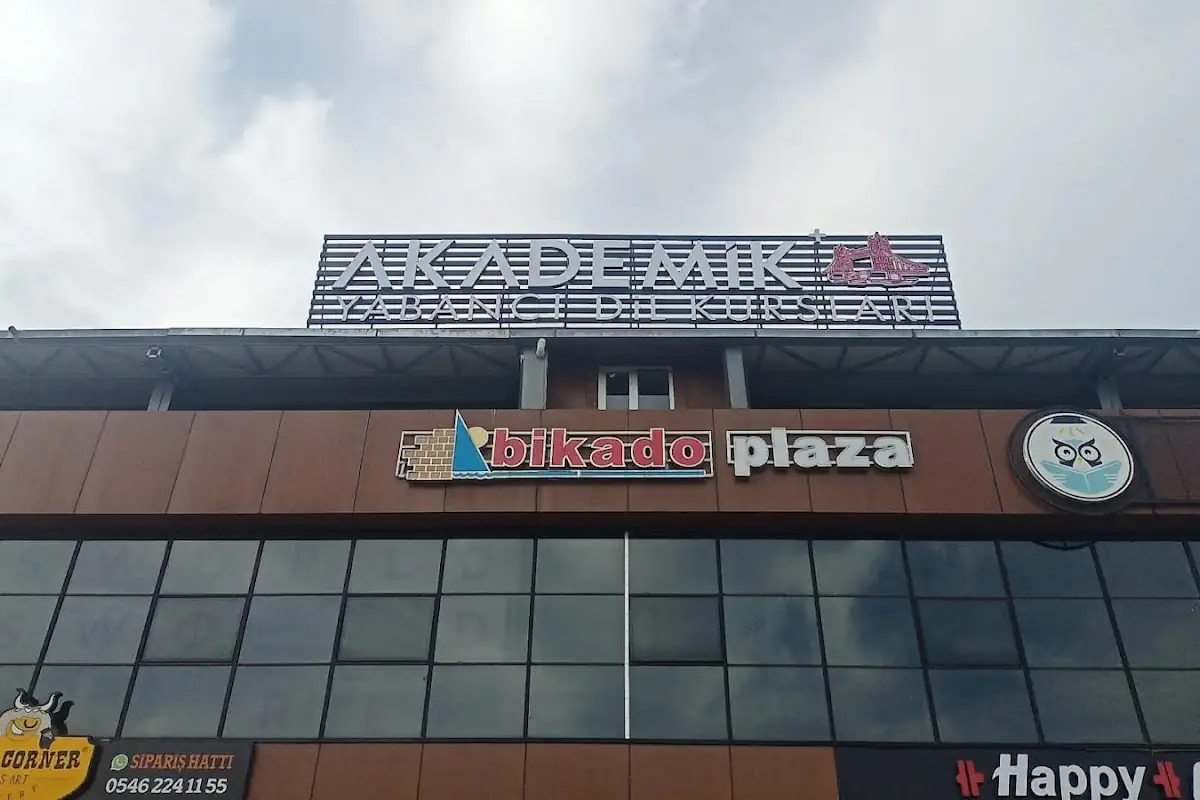 AKADEMİK
YABANCI DİL KURSLARI
bikado plaza
CORNER
SİPARİŞ HATTI
0546 224 11 55
Happy